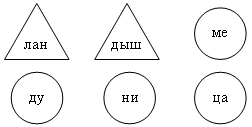 лан дыш ме
ду ни ца